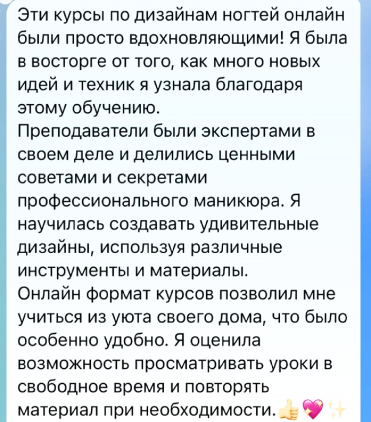 Эти курсы по дизайнам ногтей онлайн
были просто вдохновляющими! Я была
в восторге от того, как много новых
идей и техник я узнала благодаря
этому обучению.
Преподаватели были экспертами в
своем деле и делились ценными
советами и секретами
профессионального маникюра. Я
научилась создавать удивительные
дизайны, используя различные
инструменты и материалы.
Онлайн формат курсов позволил мне
учиться из уюта своего дома, что было
особенно удобно. Я оценила
возможность просматривать уроки в
свободное время и повторять
материал при необходимости.👍💖✨